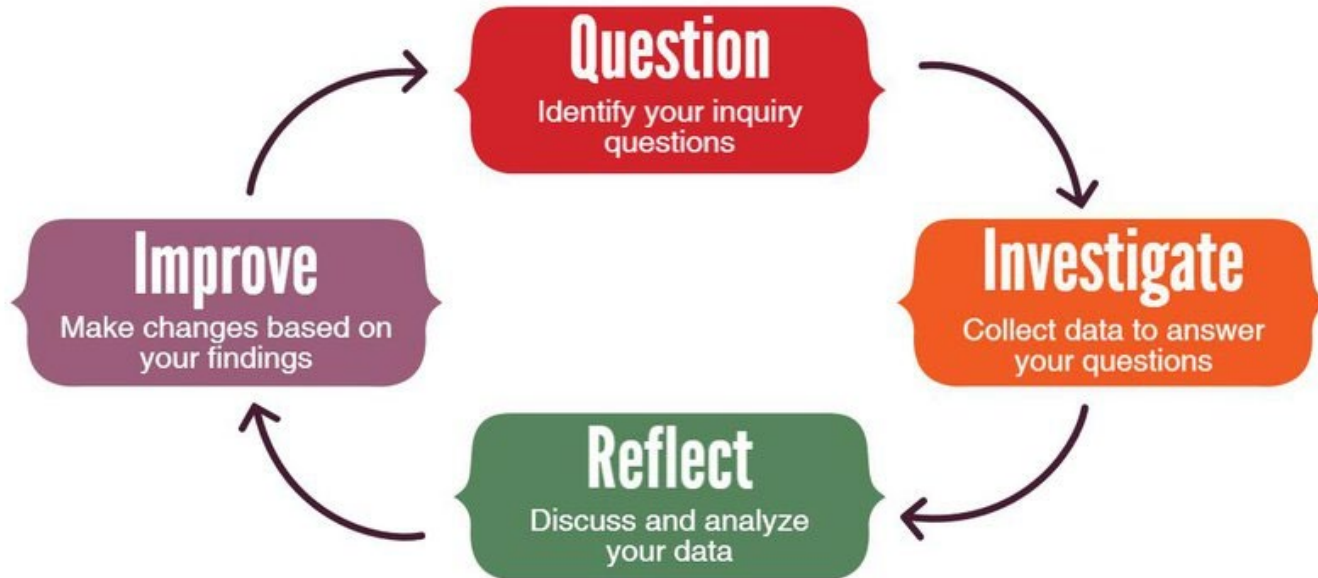 Question
Identify your inquiry
questions
Investigate
Collect data to answer
your questions
Reflect
Discuss and analyze
your data
Improve
Make changes based on
your findings